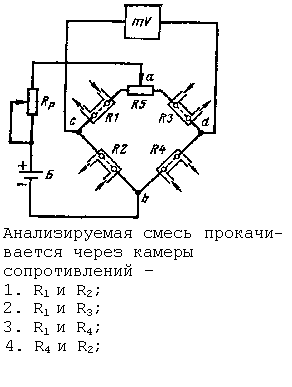 mV
Rp
a
R5
R1
R3
c
d
R2
R4
+
Б
b
Анализируемая смесь прокачи-
вается через камеры
сопротивлений –
1. R1 и R2;
2. R1 и R3;
3. R1 и R4;
4. R4 и R2;